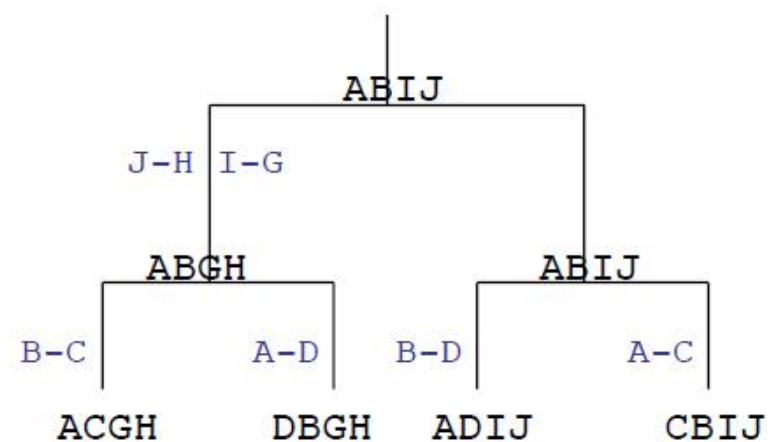 ABIJ
J-H I-G
ABGH ABIJ
B-C A-D B-D A-C
ACGH DBGH ADIJ CBIJ